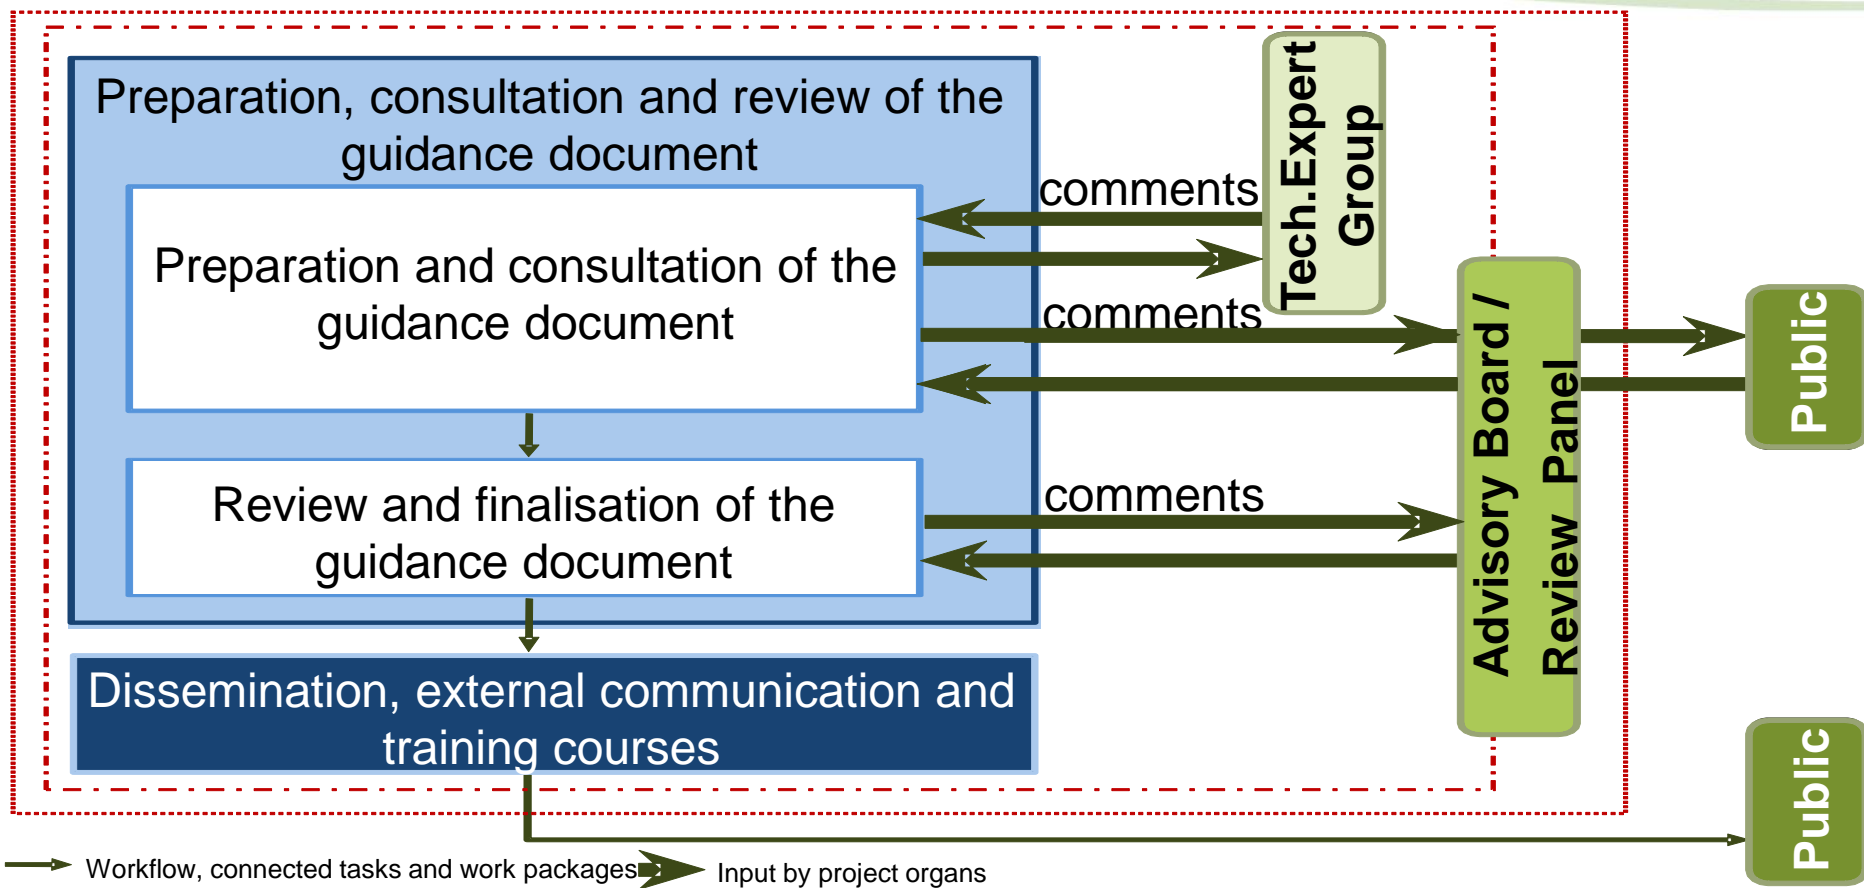 Preparation, consultation and review of the
guidance document
Preparation and consultation of the
guidance document
Review and finalisation of the
guidance document
Dissemination, external communication and
training courses
comments
comments
comments
Tech.Expert
Group
Advisory Board /
Review Panel
Public
Public
Workflow, connected tasks and work packages
Input by project organs